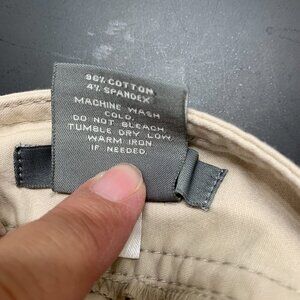 96% COTTON
4% SPANDEX
MACHINE WASH
COLD.
DO NOT BLEACH.
TUMBLE DRY LOW.
WARM IRON
IF NEEDED.